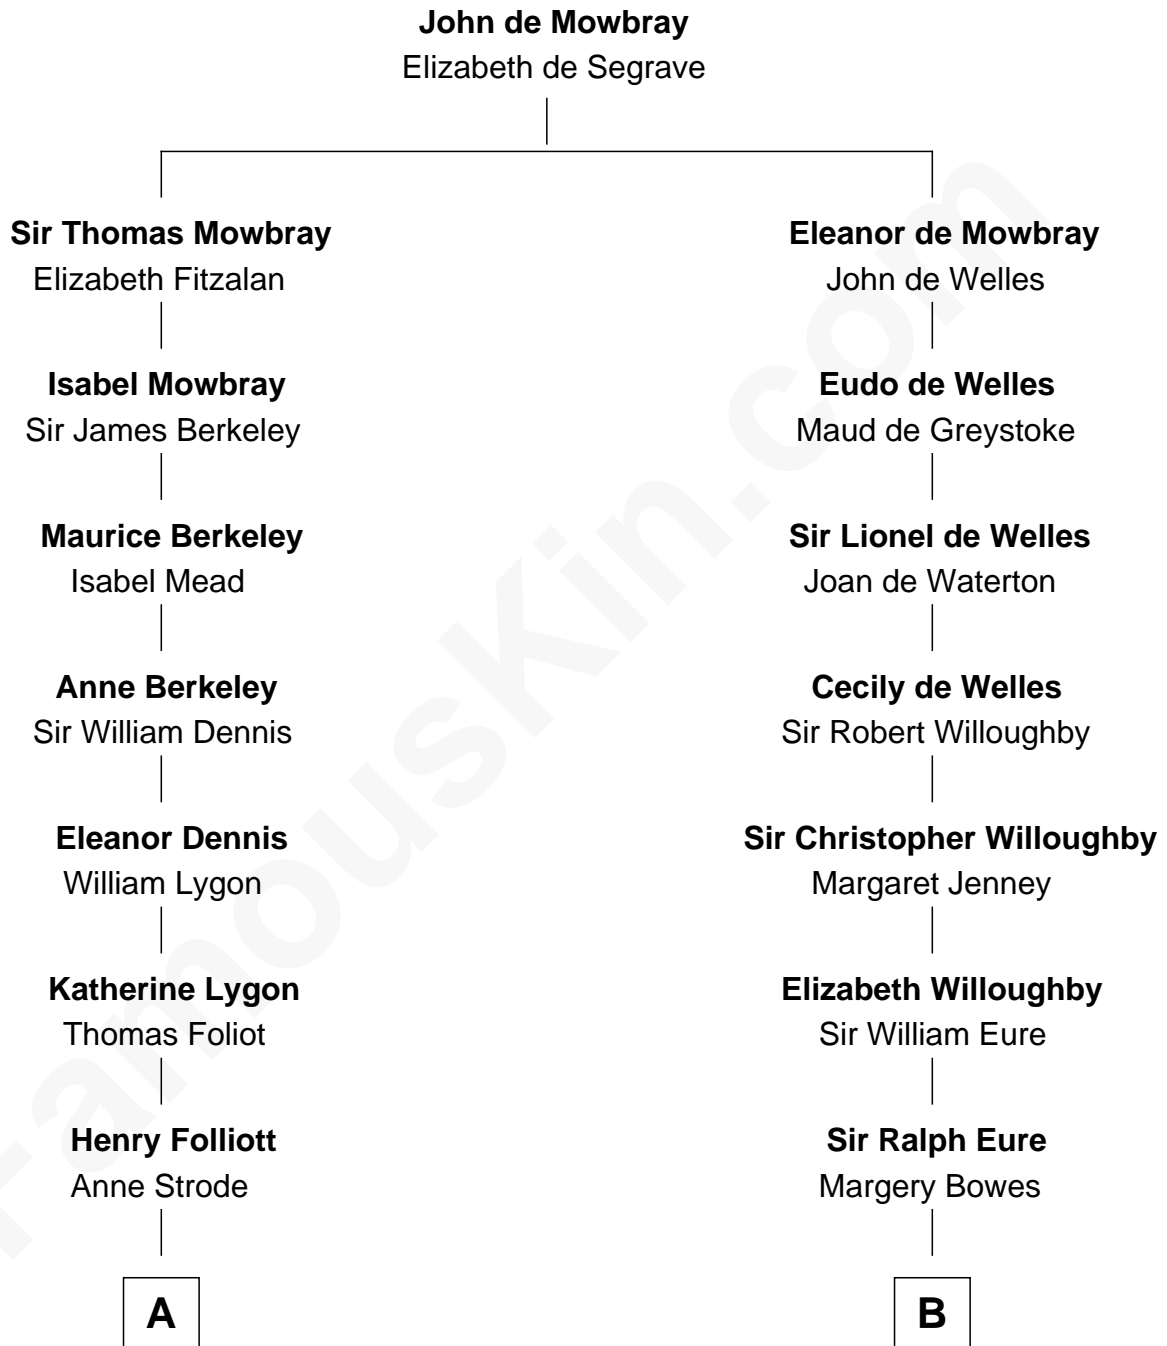 John de Mowbray
Elizabeth de Segrave
Sir Thomas Mowbray
Elizabeth Fitzalan
Eleanor de Mowbray
John de Welles
Isabel Mowbray
Sir James Berkeley
Eudo de Welles
Maud de Greystoke
Maurice Berkeley
Isabel Mead
Sir Lionel de Welles
Joan de Waterton
Anne Berkeley
Sir William Dennis
Cecily de Welles
Sir Robert Willoughby
Eleanor Dennis
William Lygon
Sir Christopher Willoughby
Margaret Jenney
Katherine Lygon
Thomas Foliot
Elizabeth Willoughby
Sir William Eure
Henry Folliott
Anne Strode
Sir Ralph Eure
Margery Bowes
A
B
FamousKin.com